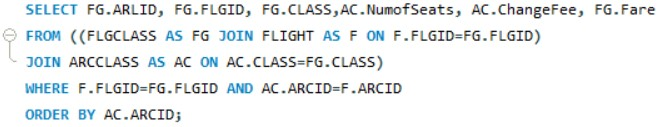 SELECT FG.ARLID, FG.FLGID, FG.CLASS,AC.NumofSeats, AC.ChangeFee, FG.Fare
FROM ((FLGCLASS AS FG JOIN FLIGHT AS F ON F.FLGID=FG.FLGID)
JOIN ARCCLASS AS AC ON AC.CLASS=FG.CLASS)
WHERE F.FLGID=FG.FLGID AND AC.ARCID=F.ARCID
ORDER BY AC.ARCID;